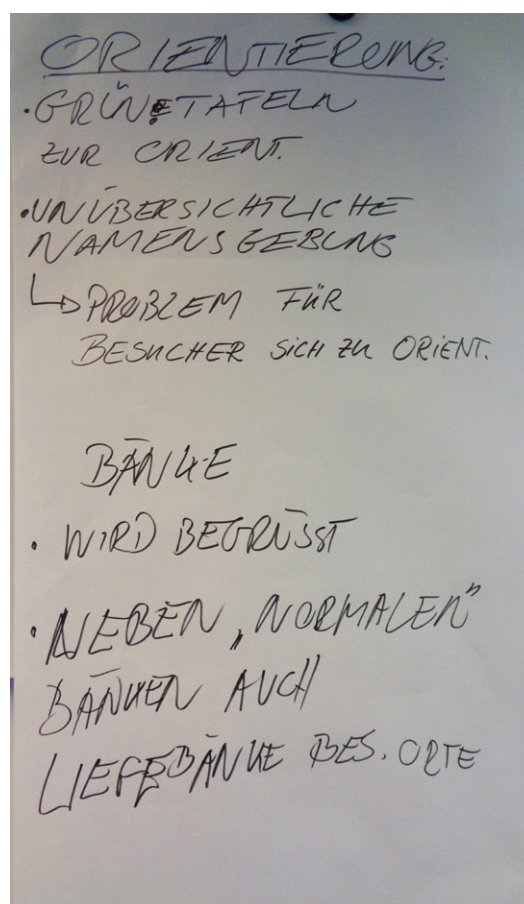 ORIENTIERUNG:
· GRÜNE TAFELN
ZUR ORIENT.
· UNÜBERSICHTLICHE
NAMENSGEBUNG
↳ PROBLEM FÜR
BESUCHER SICH ZU ORIENT.
BÄNKE
· WIRD BEGRÜSST
· NEBEN „NORMALEN"
BÄNKEN AUCH
LIEGEBÄNKE BES. ORTE